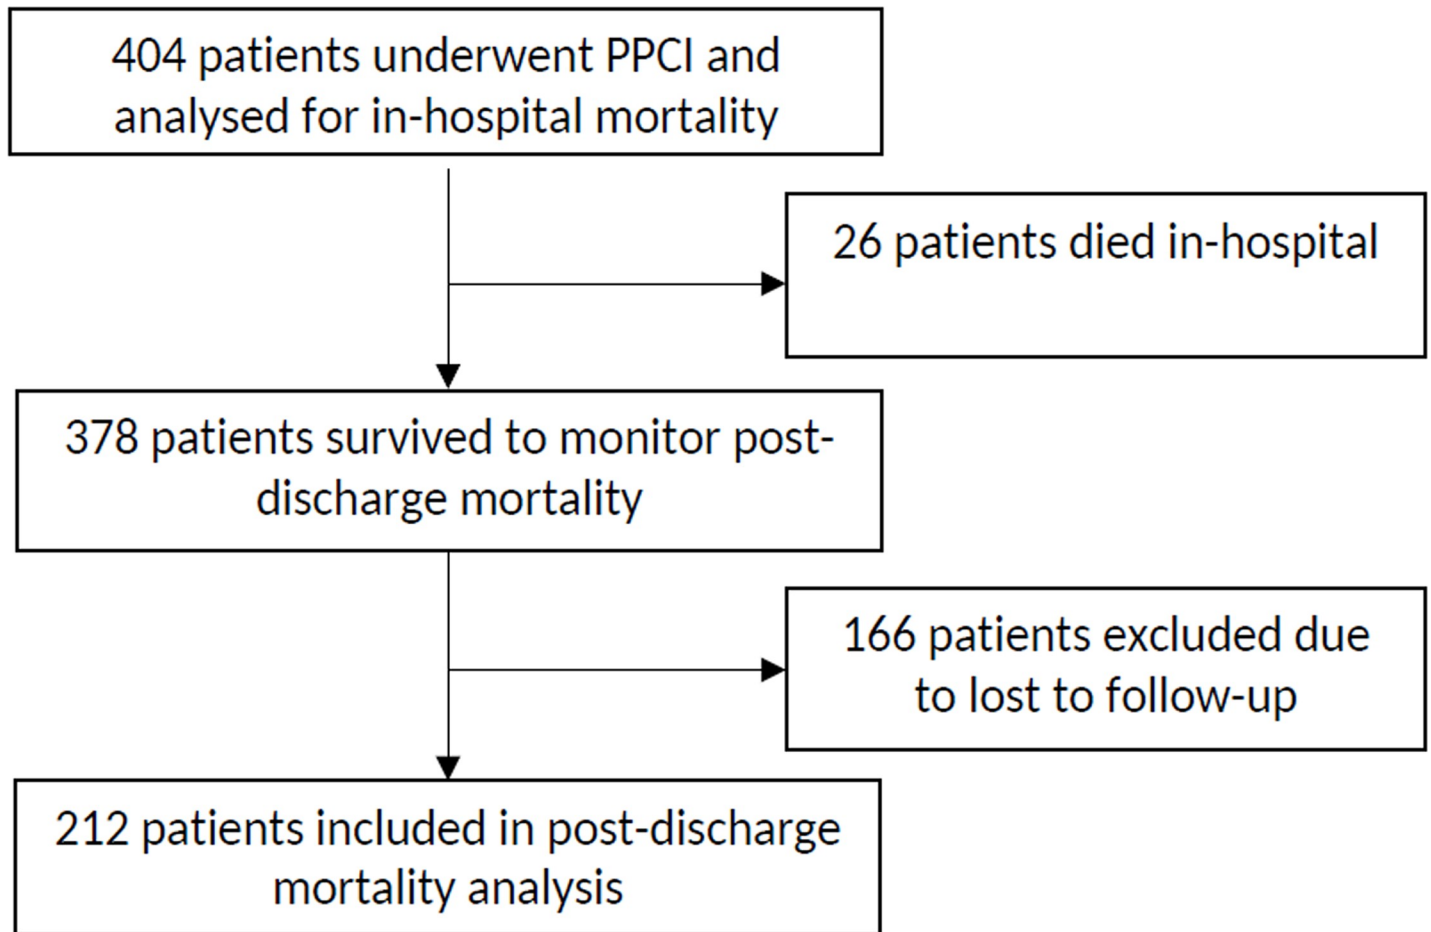 404 patients underwent PPCI and
analysed for in-hospital mortality
26 patients died in-hospital
378 patients survived to monitor post-
discharge mortality
166 patients excluded due
to lost to follow-up
212 patients included in post-discharge
mortality analysis